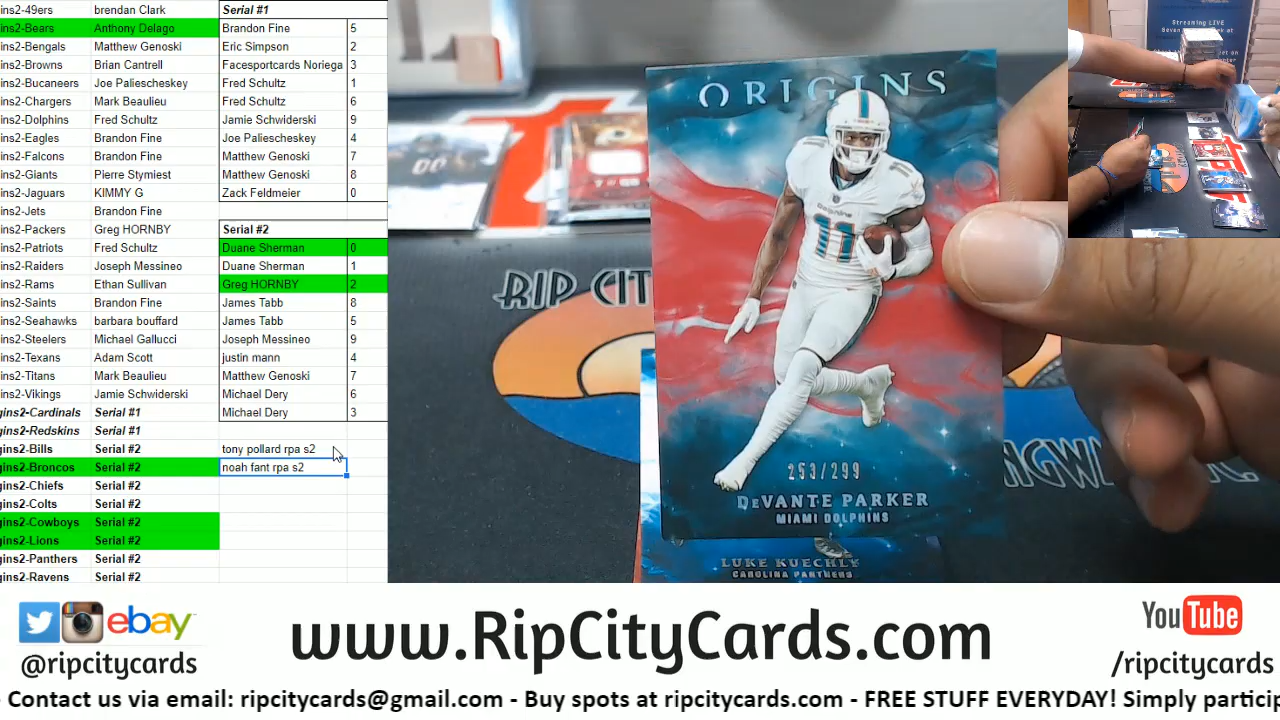 ins2-49ers brendan Clark Serial #1
ins2-Bears Anthony Delago Brandon Fine 5
ins2-Bengals Matthew Genoski Eric Simpson 2
ins2-Browns Brian Cantrell Facesportcards Noriega 3
ins2-Bucaneers Joe Paliescheskey Fred Schultz 1
ins2-Chargers Mark Beaulieu Fred Schultz 6
ins2-Dolphins Fred Schultz Jamie Schwiderski 9
ins2-Eagles Brandon Fine Joe Paliescheskey 4
ins2-Falcons Brandon Fine Matthew Genoski 7
ins2-Giants Pierre Stymiest Matthew Genoski 8
ins2-Jaguars KIMMY G Zack Feldmeier 0
ins2-Jets Brandon Fine
ins2-Packers Greg HORNBY Serial #2
ins2-Patriots Fred Schultz Duane Sherman 0
ins2-Raiders Joseph Messineo Duane Sherman 1
ins2-Rams Ethan Sullivan Greg HORNBY 2
ins2-Saints Brandon Fine James Tabb 8
ins2-Seahawks barbara bouffard James Tabb 5
ins2-Steelers Michael Gallucci Joseph Messineo 9
ins2-Texans Adam Scott justin mann 4
ins2-Titans Mark Beaulieu Matthew Genoski 7
ins2-Vikings Jamie Schwiderski Michael Dery 6
gins2-Cardinals Serial #1 Michael Dery 3
gins2-Redskins Serial #1
gins2-Bills Serial #2 tony pollard rpa s2
gins2-Broncos Serial #2 noah fant rpa s2
gins2-Chiefs Serial #2
gins2-Colts Serial #2
gins2-Cowboys Serial #2
gins2-Lions Serial #2
gins2-Panthers Serial #2
gins2-Ravens Serial #2
ORIGINS
Dolphins
11
11
253/299
DEVANTE PARKER
MIAMI DOLPHINS
LUKE KUECHLY
CAROLINA PANTHERS
RIP CIT
Streaming LIVE
ebay
@ripcitycards
www.RipCityCards.com
YouTube
/ripcitycards
Contact us via email: ripcitycards@gmail.com - Buy spots at ripcitycards.com - FREE STUFF EVERYDAY! Simply particip